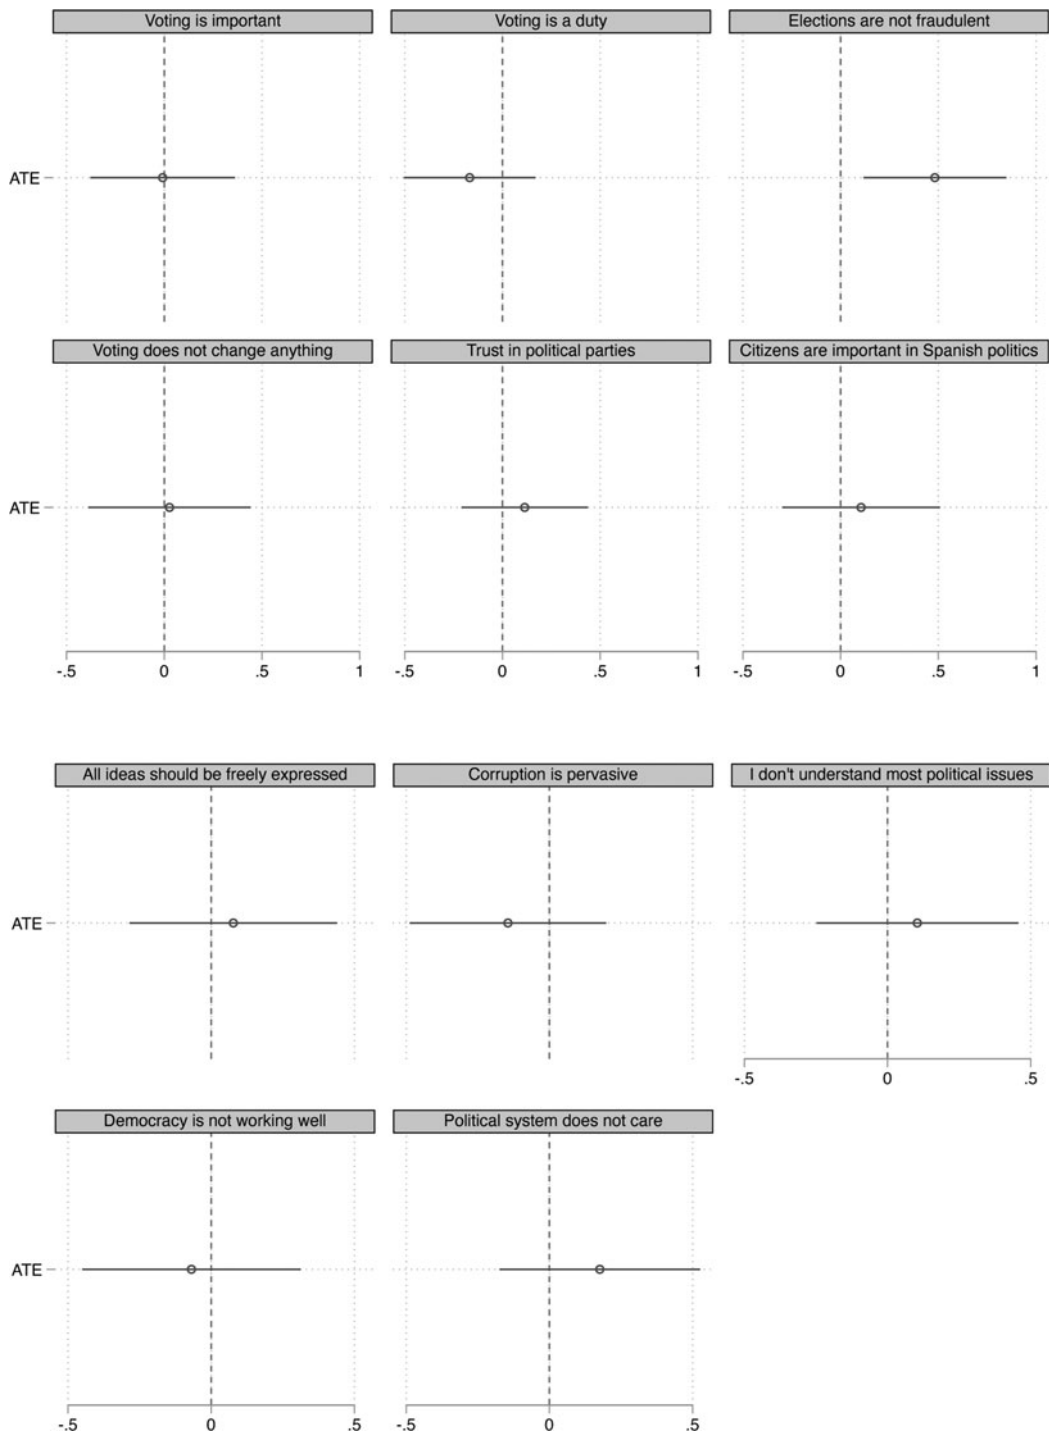 Voting is important
Voting is a duty
Elections are not fraudulent
ATE
Voting does not change anything
Trust in political parties
Citizens are important in Spanish politics
ATE
-.5 0 .5 1
-.5 0 .5 1
-.5 0 .5 1
All ideas should be freely expressed
Corruption is pervasive
I don't understand most political issues
ATE
-.5 0 .5
Democracy is not working well
Political system does not care
ATE
-.5 0 .5
-.5 0 .5